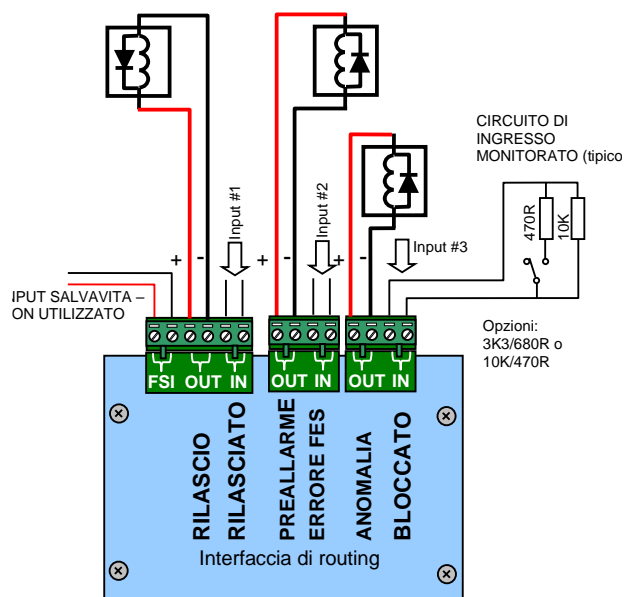 CIRCUITO DI
INGRESSO
MONITORATO (tipico
470R
10K
Input #1
Input #2
Input #3
+ - + - + -
NPUT SALVAVITA –
ON UTILIZZATO
Opzioni:
3K3/680R o
10K/470R
FSI OUT IN
OUT IN
OUT IN
RILASCIO
RILASCIATO
PREALLARME
ERRORE FES
ANOMALIA
BLOCCATO
Interfaccia di routing